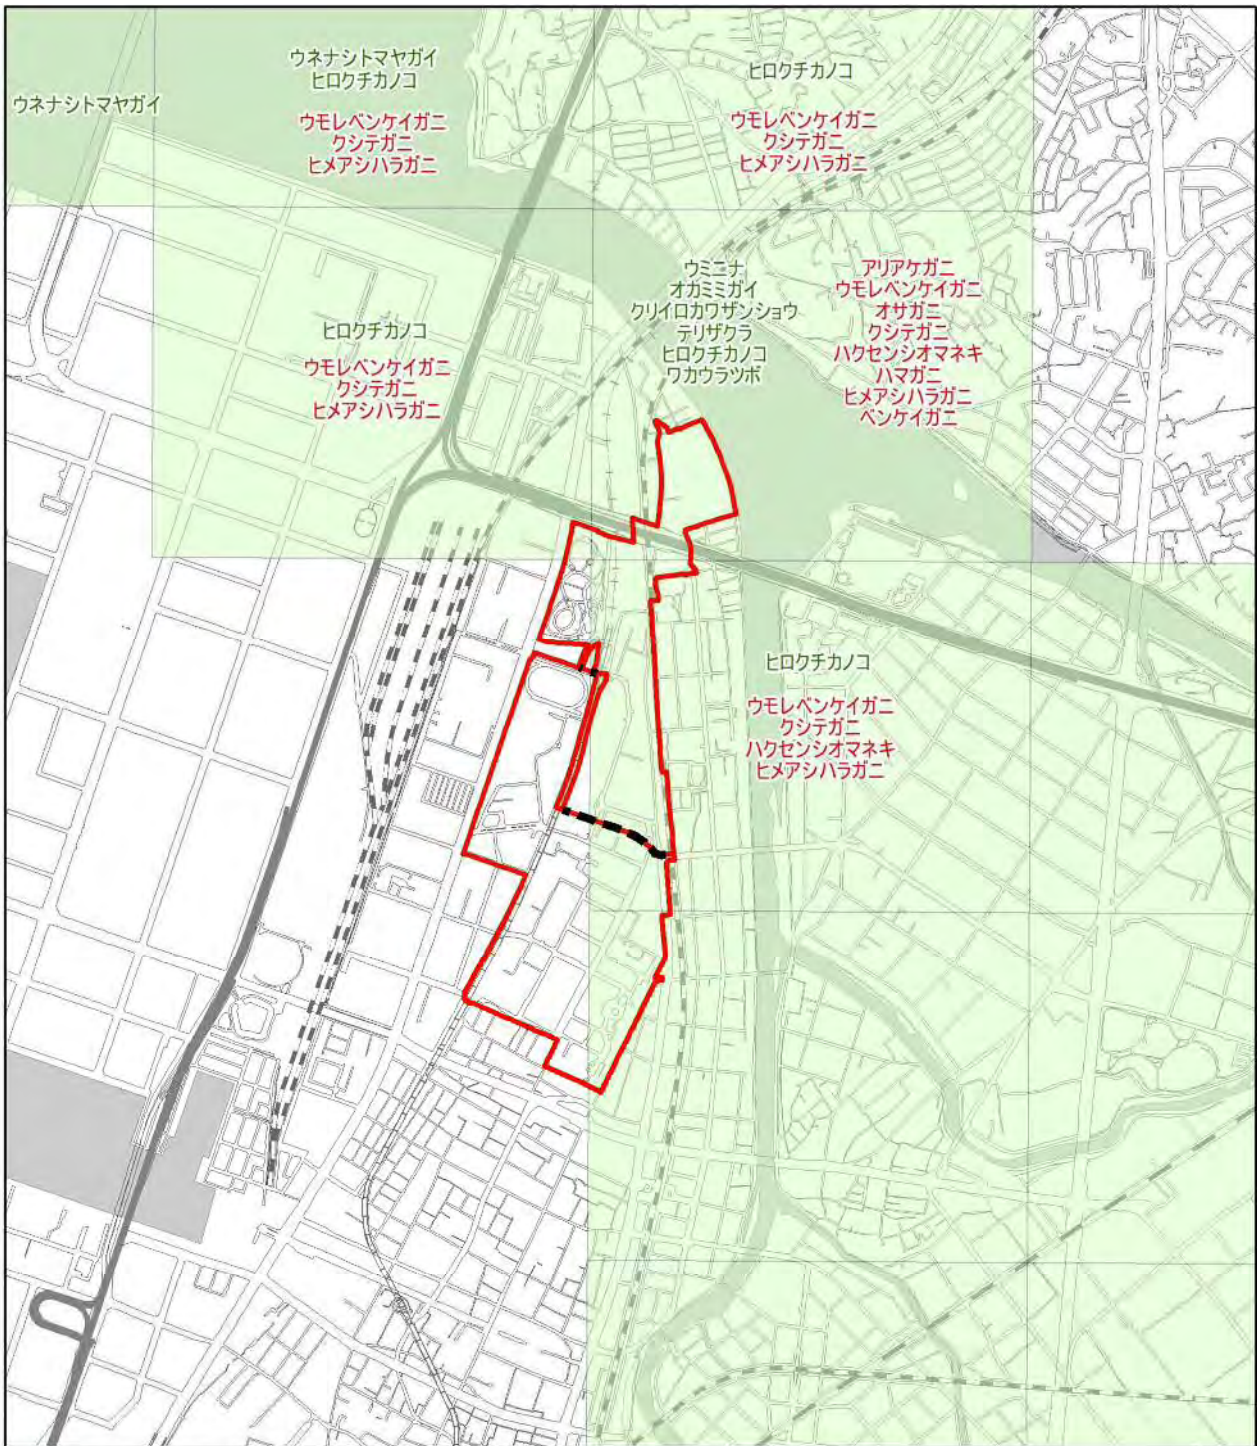 ウネナシトマヤガイ
ウネナシトマヤガイ
ヒロクチカノコ
ウモレベンケイガニ
クシテガニ
ヒメアシハラガニ
ヒロクチカノコ
ウモレベンケイガニ
クシテガニ
ヒメアシハラガニ
ヒロクチカノコ
ウモレベンケイガニ
クシテガニ
ヒメアシハラガニ
ウミニナ
オカミミガイ
クリイロカワザンショウ
テリザクラ
ヒロクチカノコ
ワカウラツボ
アリアケガニ
ウモレベンケイガニ
オサガニ
クシテガニ
ハクセンシオマネキ
ハマガニ
ヒメアシハラガニ
ベンケイガニ
ヒロクチカノコ
ウモレベンケイガニ
クシテガニ
ハクセンシオマネキ
ヒメアシハラガニ